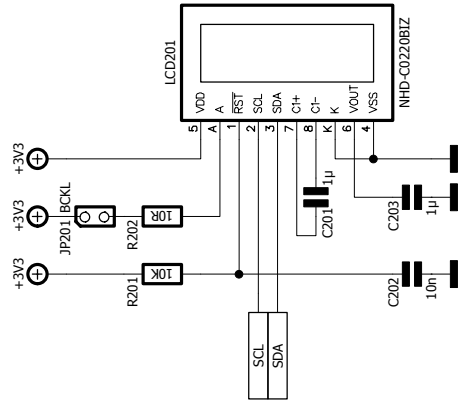 LCD201
NHD-C0220BIZ
VDD
A
RST
SCL
SDA
C1+
C1-
K
VOUT
VSS
5
A
1
2
3
7
8
K
6
4
+3V3
+3V3
+3V3
JP201 BCKL
R202
10R
R201
10K
C201
1µ
C203
1µ
C202
10n
SCL
SDA